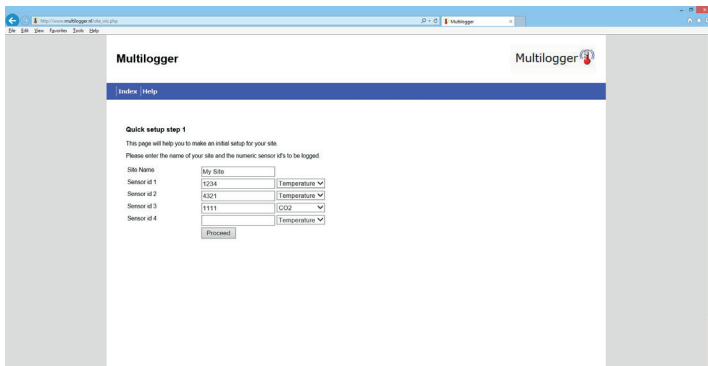 http://www.multilogger.nl/site_wiz.php
Multilogger
File Edit View Favorites Tools Help
Multilogger
Multilogger
Index Help
Quick setup step 1
This page will help you to make an initial setup for your site.
Please enter the name of your site and the numeric sensor id's to be logged.
Site Name My Site
Sensor id 1 1234 Temperature
Sensor id 2 4321 Temperature
Sensor id 3 1111 CO2
Sensor id 4 Temperature
Proceed